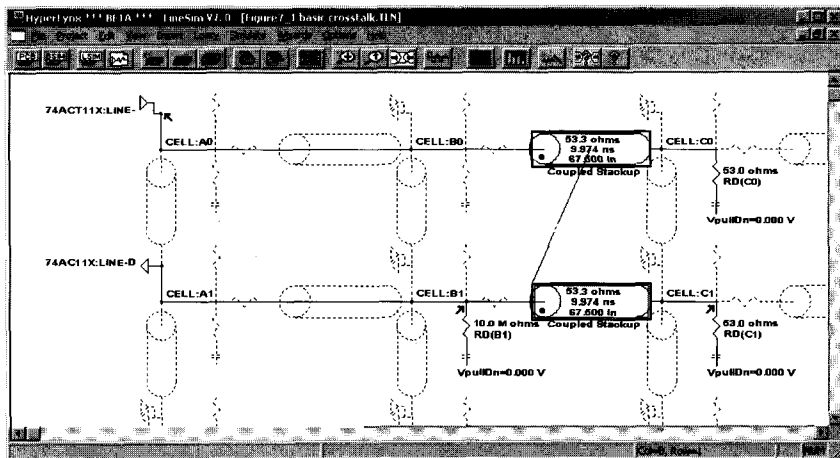 HyperLynx *** BETA *** LineSim V2.0 [Figure7_1 basic crosstalk.TLN]
74ACT11X:LINE-
CELL:A0
CELL:B0
53.3 ohms
9.974 ns
67.500 in
Coupled Stackup
CELL:C0
53.0 ohms
RD(C0)
VpullDn=0.000 V
74AC11X:LINE-D
CELL:A1
CELL:B1
10.0 M ohms
RD(B1)
VpullDn=0.000 V
53.3 ohms
9.974 ns
67.500 in
Coupled Stackup
CELL:C1
53.0 ohms
RD(C1)
VpullDn=0.000 V